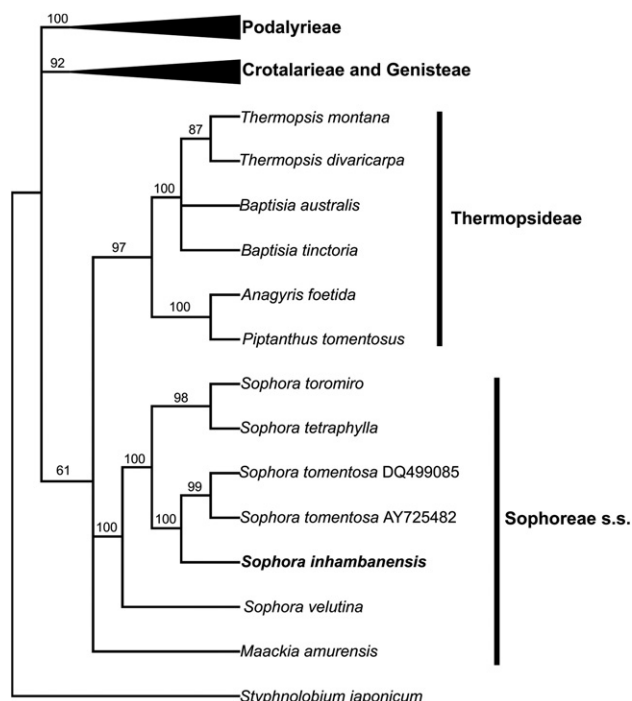 100
Podalyrieae
92
Crotalarieae and Genisteae
Thermopsis montana
87
Thermopsis divaricarpa
100
Baptisia australis
Thermopsideae
97
Baptisia tinctoria
Anagyris foetida
100
Piptanthus tomentosus
Sophora toromiro
98
Sophora tetraphylla
100
61
Sophora tomentosa DQ499085
99
Sophora tomentosa AY725482
Sophoreae s.s.
100
100
Sophora inhambanensis
Sophora velutina
Maackia amurensis
Styphnolobium japonicum